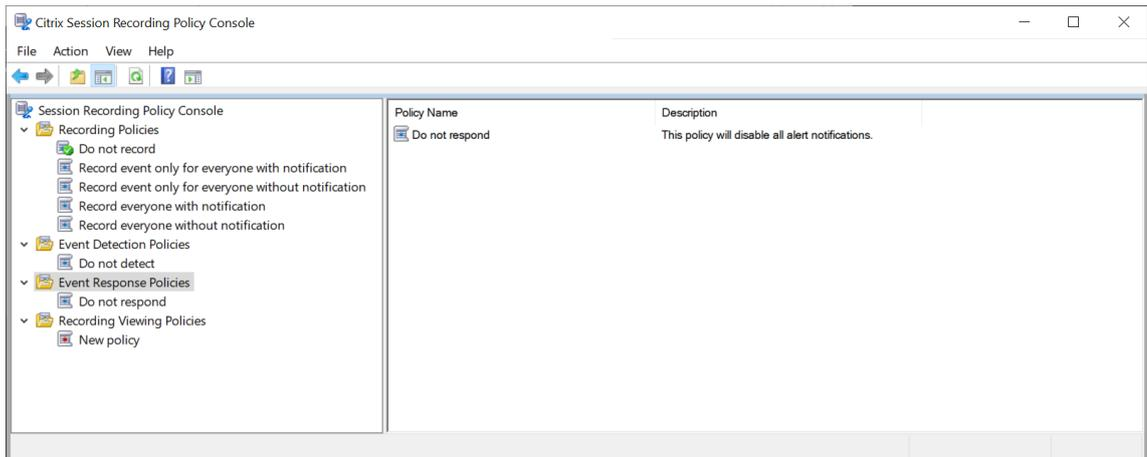 Citrix Session Recording Policy Console
File Action View Help
Session Recording Policy Console
Recording Policies
Do not record
Record event only for everyone with notification
Record event only for everyone without notification
Record everyone with notification
Record everyone without notification
Event Detection Policies
Do not detect
Event Response Policies
Do not respond
Recording Viewing Policies
New policy
Policy Name Description
Do not respond This policy will disable all alert notifications.